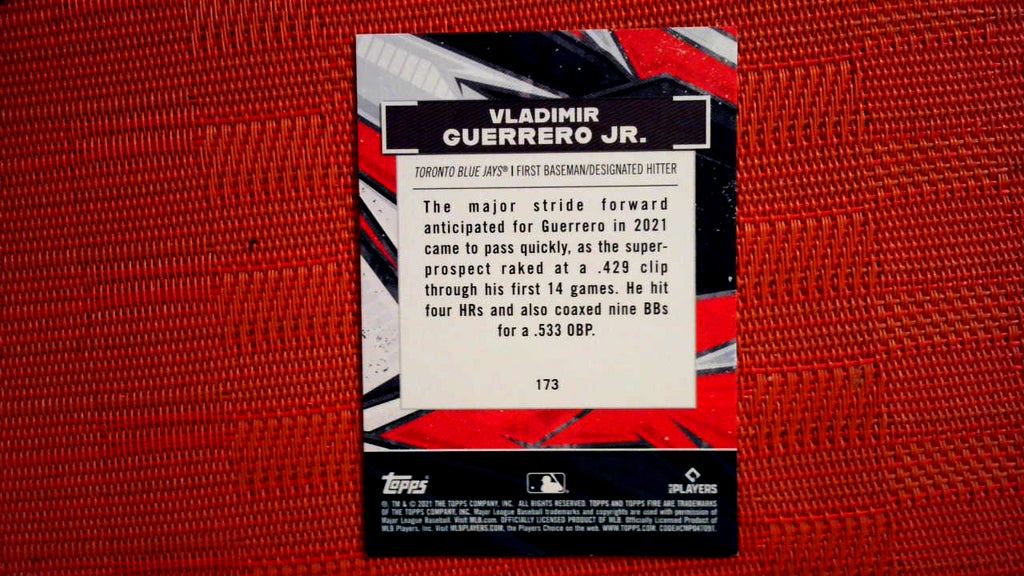 VLADIMIR
GUERRERO JR.
TORONTO BLUE JAYS® | FIRST BASEMAN/DESIGNATED HITTER
The major stride forward
anticipated for Guerrero in 2021
came to pass quickly, as the super-
prospect raked at a .429 clip
through his first 14 games. He hit
four HRs and also coaxed nine BBs
for a .533 OBP.
173
topps
PLAYERS
®, TM & © 2021 THE TOPPS COMPANY, INC. ALL RIGHTS RESERVED. TOPPS AND TOPPS FIRE ARE TRADEMARKS
OF THE TOPPS COMPANY, INC. Major League Baseball trademarks and copyrights are used with permission of
Major League Baseball. Visit MLB.com. OFFICIALLY LICENSED PRODUCT OF MLB Officially Licensed Product of
MLB Players, Inc. Visit MLBPLAYERS.COM, the Players Choice on the web. WWW.TOPPS.COM